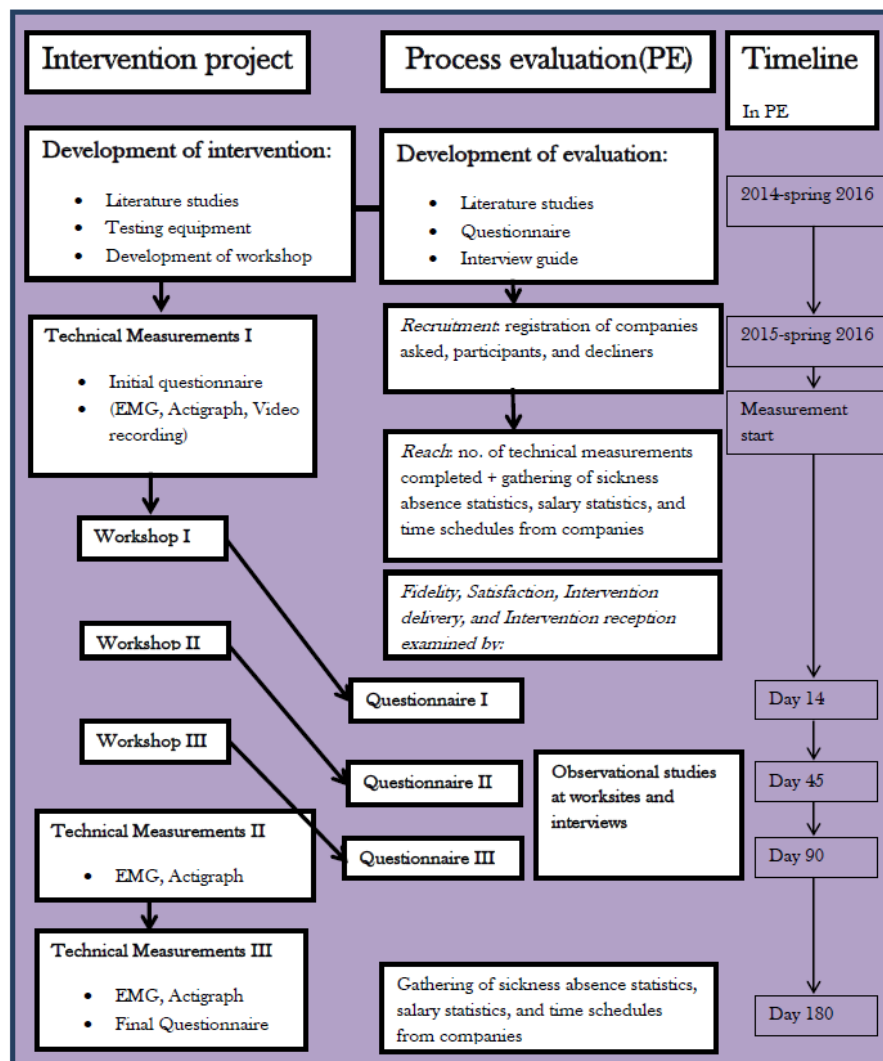 Intervention project
Process evaluation(PE)
Timeline
In PE
Development of intervention:
• Literature studies
• Testing equipment
• Development of workshop
Development of evaluation:
• Literature studies
• Questionnaire
• Interview guide
2014-spring 2016
Technical Measurements I
• Initial questionnaire
• (EMG, Actigraph, Video
recording)
Recruitment: registration of companies
asked, participants, and decliners
2015-spring 2016
Measurement
start
Reach: no. of technical measurements
completed + gathering of sickness
absence statistics, salary statistics, and
time schedules from companies
Workshop I
Fidelity, Satisfaction, Intervention
delivery, and Intervention reception
examined by:
Workshop II
Questionnaire I
Day 14
Workshop III
Questionnaire II
Observational studies
at worksites and
interviews
Day 45
Technical Measurements II
• EMG, Actigraph
Questionnaire III
Day 90
Technical Measurements III
• EMG, Actigraph
• Final Questionnaire
Gathering of sickness absence statistics,
salary statistics, and time schedules
from companies
Day 180